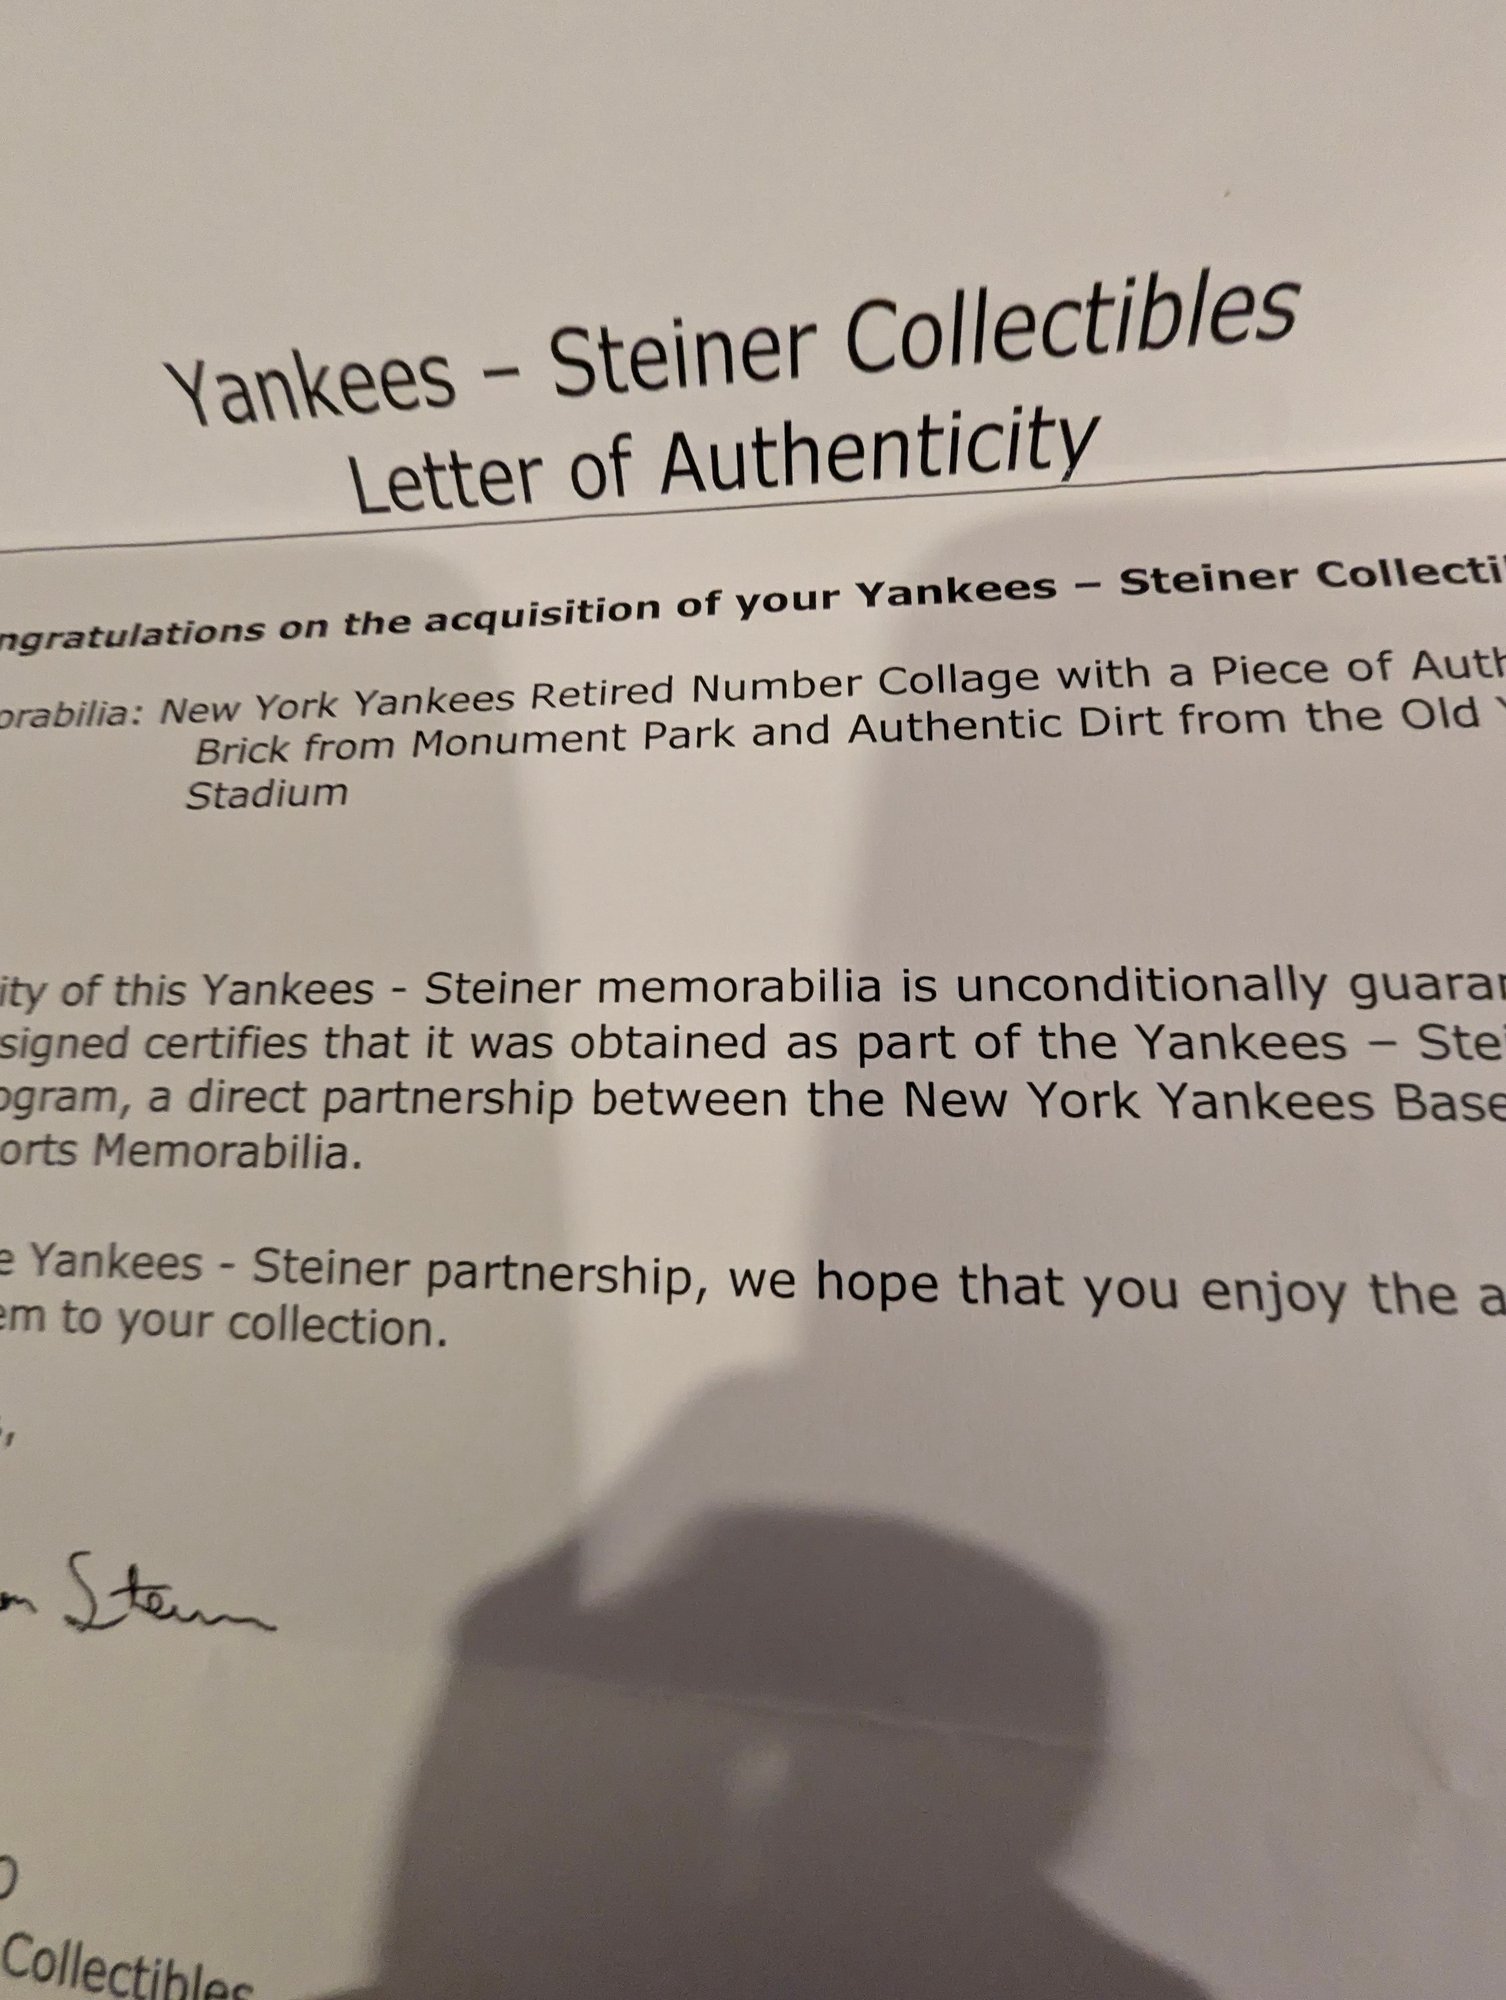 Yankees – Steiner Collectibles
Letter of Authenticity
ngratulations on the acquisition of your Yankees – Steiner Collecti
orabilia: New York Yankees Retired Number Collage with a Piece of Auth
Brick from Monument Park and Authentic Dirt from the Old Y
Stadium
ity of this Yankees - Steiner memorabilia is unconditionally guaran
signed certifies that it was obtained as part of the Yankees – Stei
ogram, a direct partnership between the New York Yankees Base
orts Memorabilia.
e Yankees - Steiner partnership, we hope that you enjoy the a
em to your collection.
s,
O
Collectibles